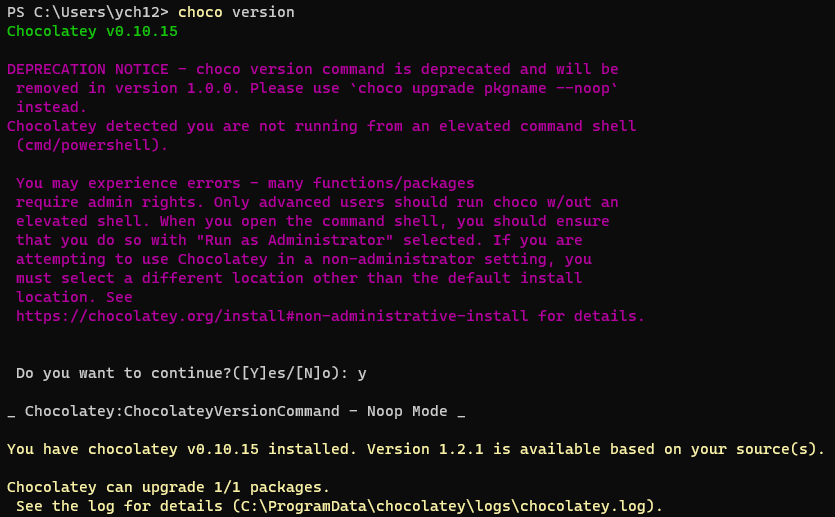 PS C:\Users\ych12> choco version
Chocolatey v0.10.15
DEPRECATION NOTICE - choco version command is deprecated and will be
removed in version 1.0.0. Please use `choco upgrade pkgname --noop`
instead.
Chocolatey detected you are not running from an elevated command shell
(cmd/powershell).
You may experience errors - many functions/packages
require admin rights. Only advanced users should run choco w/out an
elevated shell. When you open the command shell, you should ensure
that you do so with "Run as Administrator" selected. If you are
attempting to use Chocolatey in a non-administrator setting, you
must select a different location other than the default install
location. See
https://chocolatey.org/install#non-administrative-install for details.
Do you want to continue?([Y]es/[N]o): y
_ Chocolatey:ChocolateyVersionCommand - Noop Mode _
You have chocolatey v0.10.15 installed. Version 1.2.1 is available based on your source(s).
Chocolatey can upgrade 1/1 packages.
See the log for details (C:\ProgramData\chocolatey\logs\chocolatey.log).